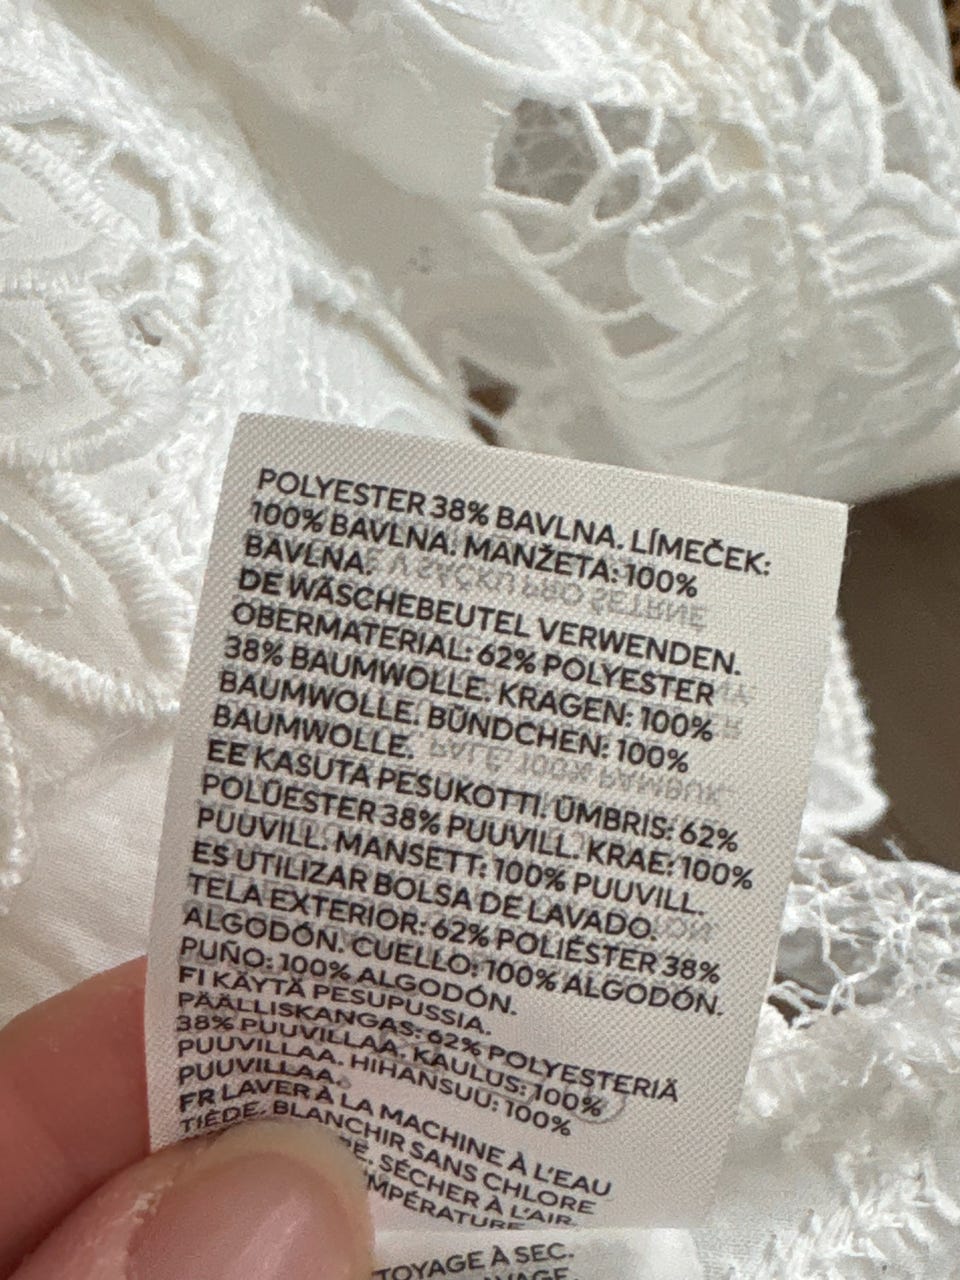 POLYESTER 38% BAVLNA. LÍMEČEK:
100% BAVLNA. MANŽETA: 100%
BAVLNA.
DE WÄSCHEBEUTEL VERWENDEN.
OBERMATERIAL: 62% POLYESTER
38% BAUMWOLLE. KRAGEN: 100%
BAUMWOLLE. BÜNDCHEN: 100%
BAUMWOLLE.
EE KASUTA PESUKOTTI. ÜMBRIS: 62%
POLÜESTER 38% PUUVILL. KRAE: 100%
PUUVILL. MANSETT: 100% PUUVILL.
ES UTILIZAR BOLSA DE LAVADO.
TELA EXTERIOR: 62% POLIÉSTER 38%
ALGODÓN. CUELLO: 100% ALGODÓN.
PUÑO: 100% ALGODÓN.
FI KÄYTÄ PESUPUSSIA.
PÄÄLLISKANGAS: 62% POLYESTERIÄ
38% PUUVILLAA. KAULUS: 100%
PUUVILLAA. HIHANSUU: 100%
PUUVILLAA.
FR LAVER À LA MACHINE À L'EAU
TIÈDE. BLANCHIR SANS CHLORE
SÉCHER À L'AIR.
À SEC.